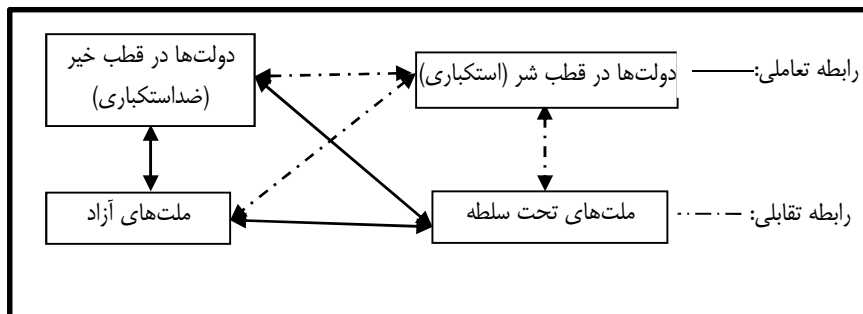 دولت‌ها در قطب خیر
(ضداستکباری)
دولت‌ها در قطب شر (استکباری)
رابطه تعاملی:
ملت‌های آزاد
ملت‌های تحت سلطه
رابطه تقابلی: